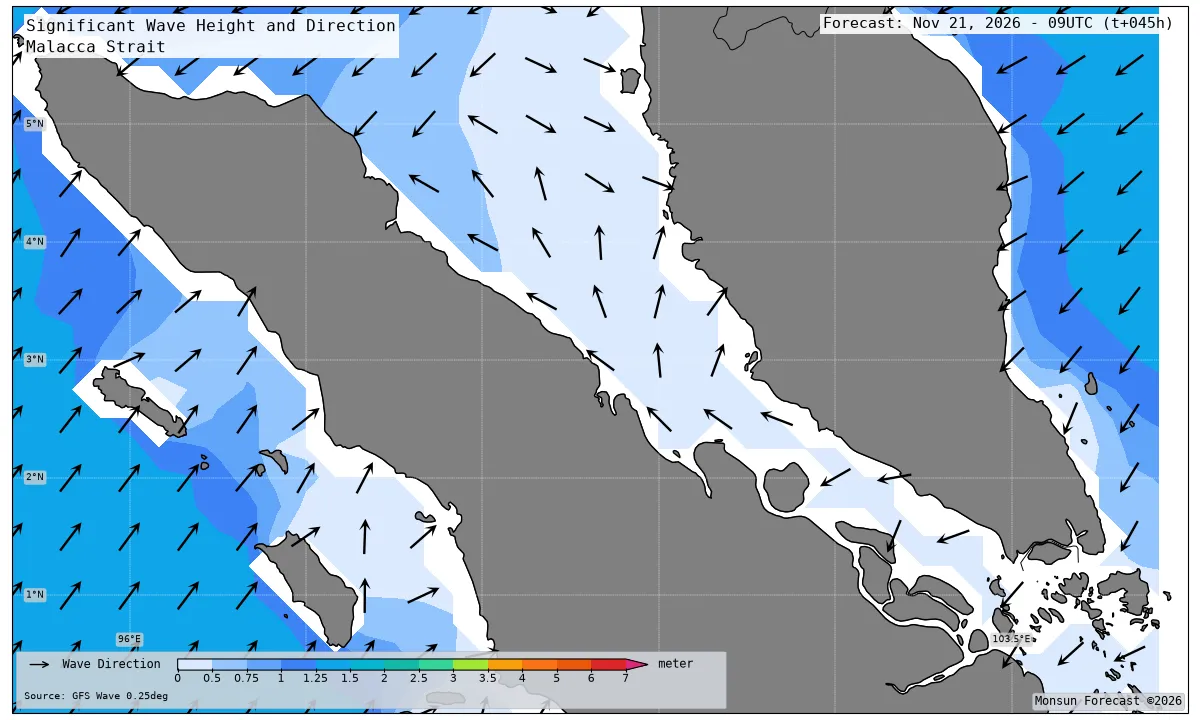 Significant Wave Height and Direction
Malacca Strait
Forecast: Nov 21, 2026 - 09UTC (t+045h)
5°N
4°N
3°N
2°N
1°N
96°E
103.5°E
Wave Direction
meter
0 0.5 0.75 1 1.25 1.5 2 2.5 3 3.5 4 5 6 7
Source: GFS Wave 0.25deg
Monsun Forecast ©2026